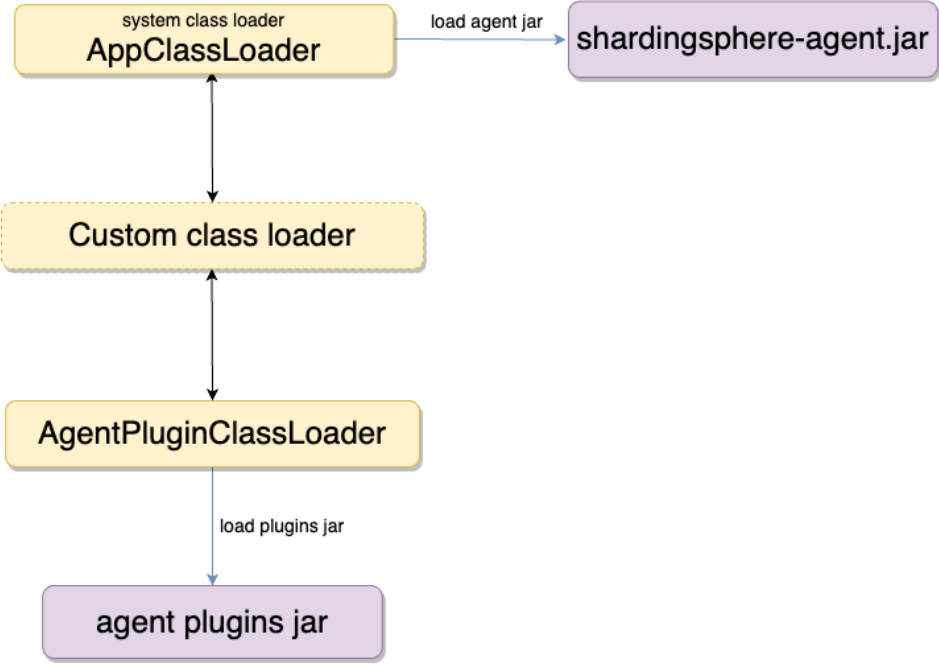 system class loader
AppClassLoader
load agent jar
shardingsphere-agent.jar
Custom class loader
AgentPluginClassLoader
load plugins jar
agent plugins jar